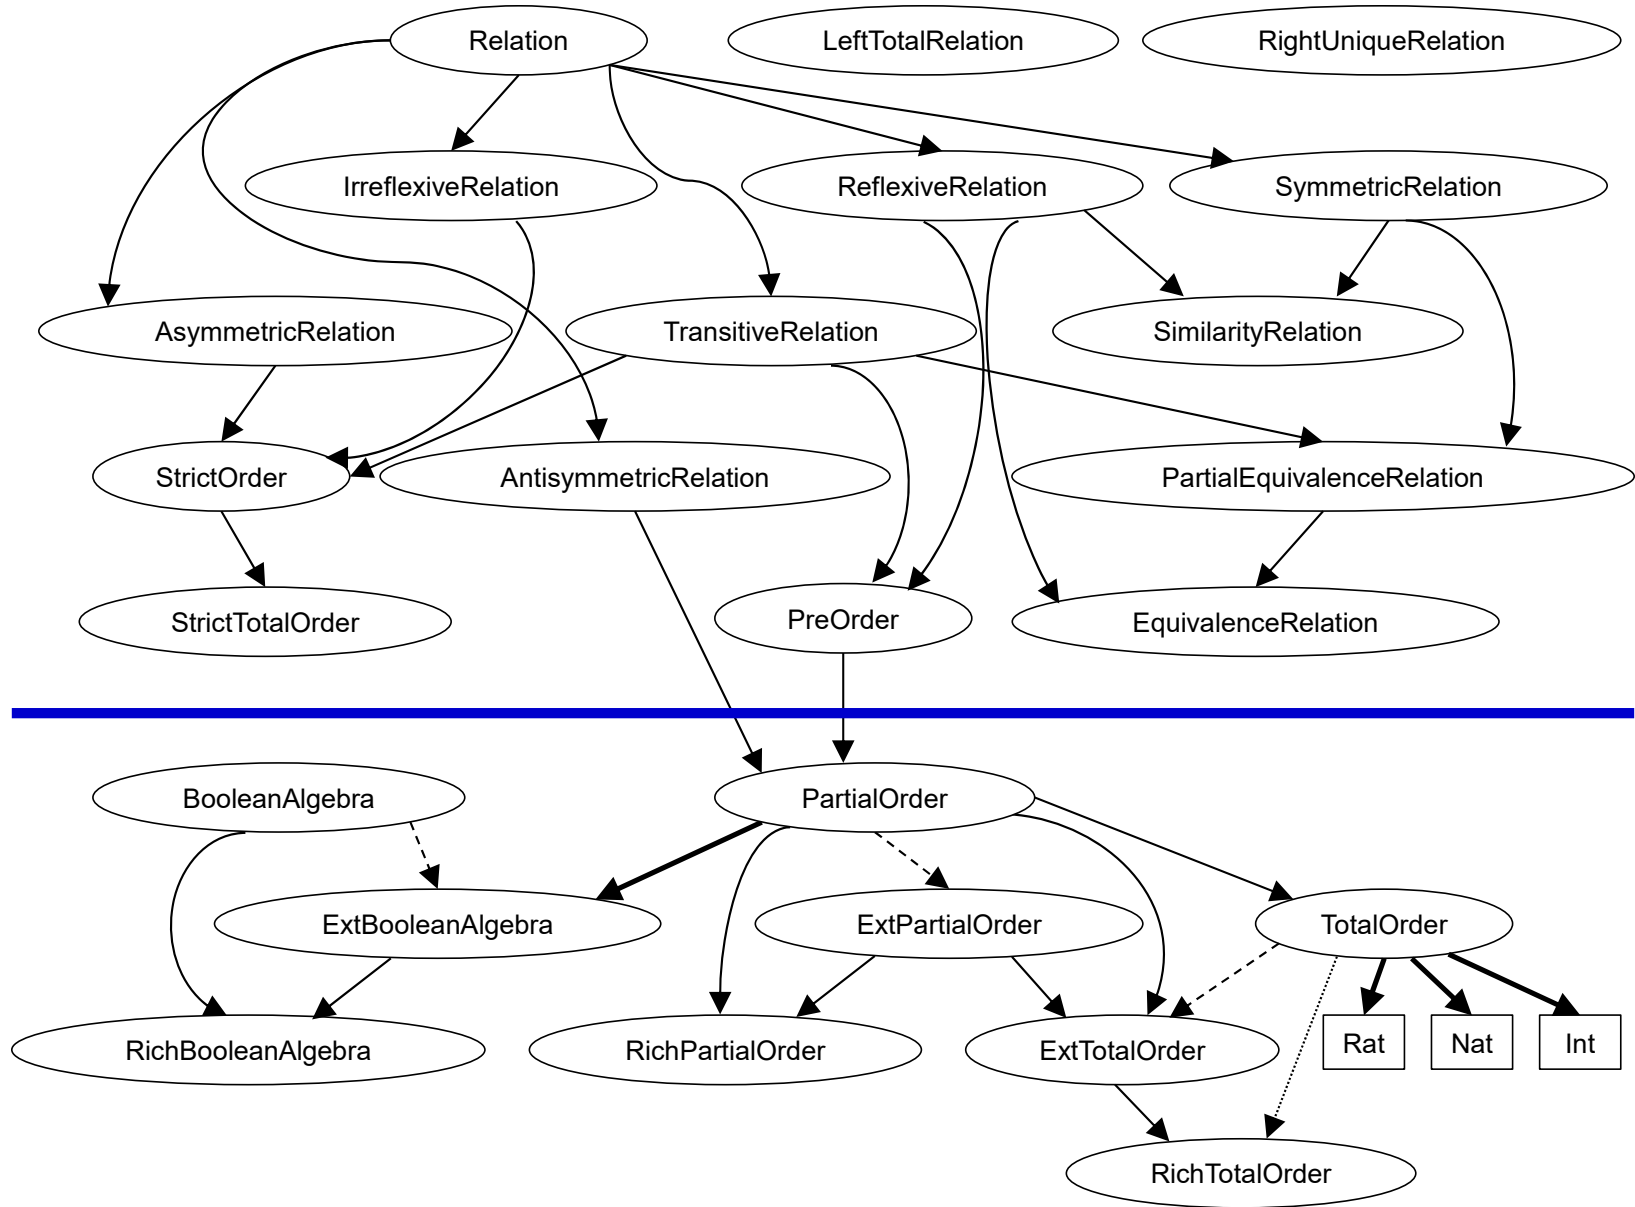 Relation
LeftTotalRelation
RightUniqueRelation
IrreflexiveRelation
ReflexiveRelation
SymmetricRelation
AsymmetricRelation
TransitiveRelation
SimilarityRelation
StrictOrder
AntisymmetricRelation
PartialEquivalenceRelation
StrictTotalOrder
PreOrder
EquivalenceRelation
BooleanAlgebra
PartialOrder
ExtBooleanAlgebra
ExtPartialOrder
TotalOrder
RichBooleanAlgebra
RichPartialOrder
ExtTotalOrder
Rat
Nat
Int
RichTotalOrder